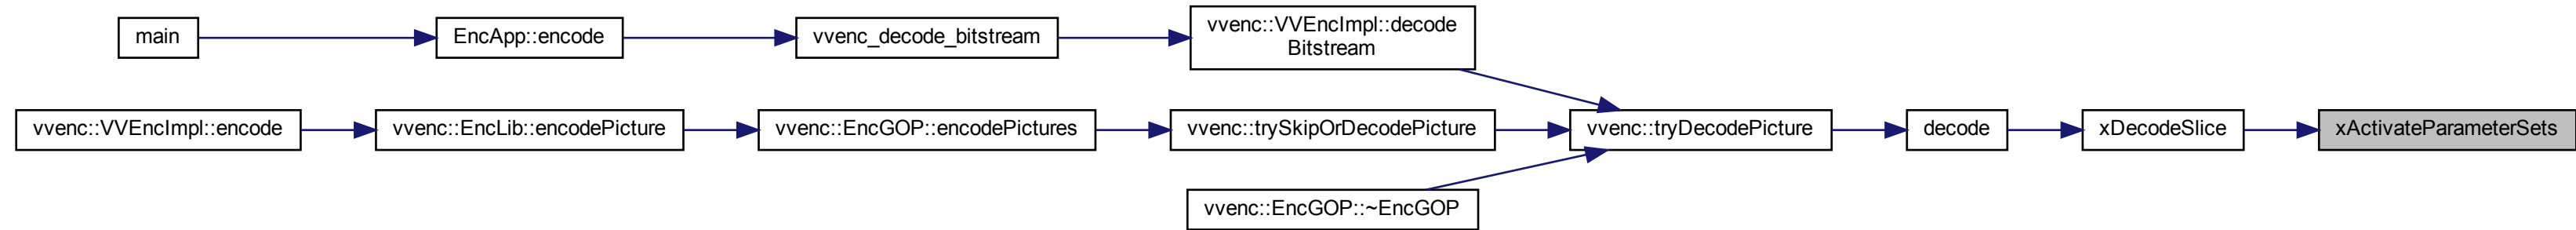 main
EncApp::encode
vvenc_decode_bitstream
vvenc::VVEncImpl::decode
Bitstream
vvenc::VVEncImpl::encode
vvenc::EncLib::encodePicture
vvenc::EncGOP::encodePictures
vvenc::trySkipOrDecodePicture
vvenc::tryDecodePicture
decode
xDecodeSlice
xActivateParameterSets
vvenc::EncGOP::~EncGOP